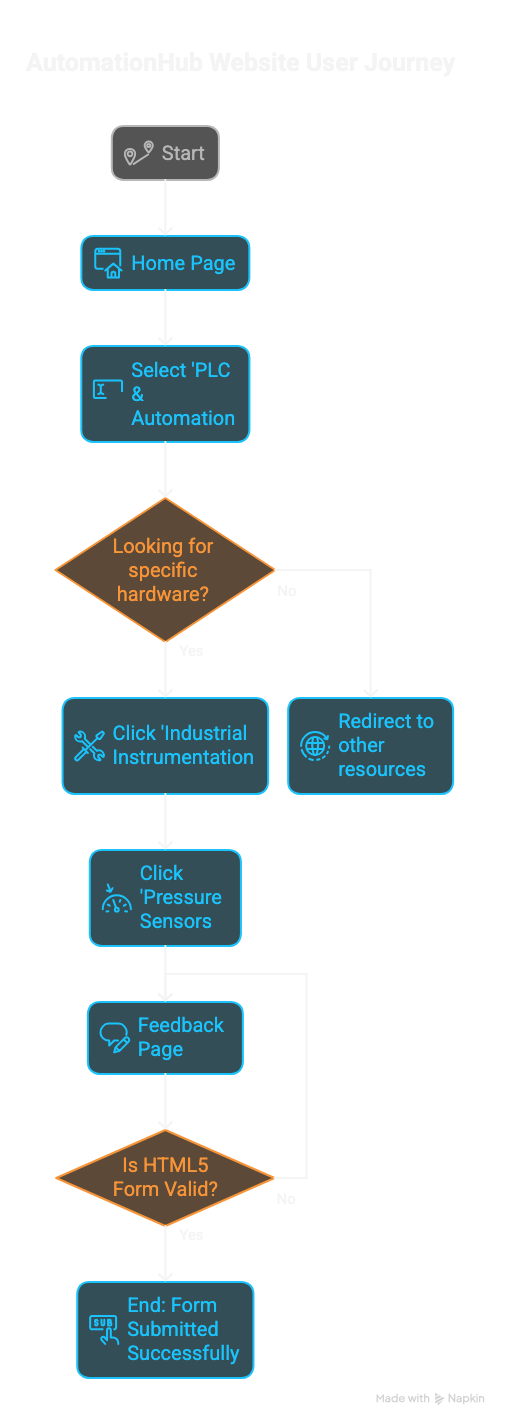 AutomationHub Website User Journey
Start
Home Page
Select 'PLC
&
Automation
Looking for
specific
hardware?
No
Yes
Click 'Industrial
Instrumentation
Redirect to
other
resources
Click
'Pressure
Sensors
Feedback
Page
Is HTML5
Form Valid?
No
Yes
SUB
End: Form
Submitted
Successfully
Made with Napkin